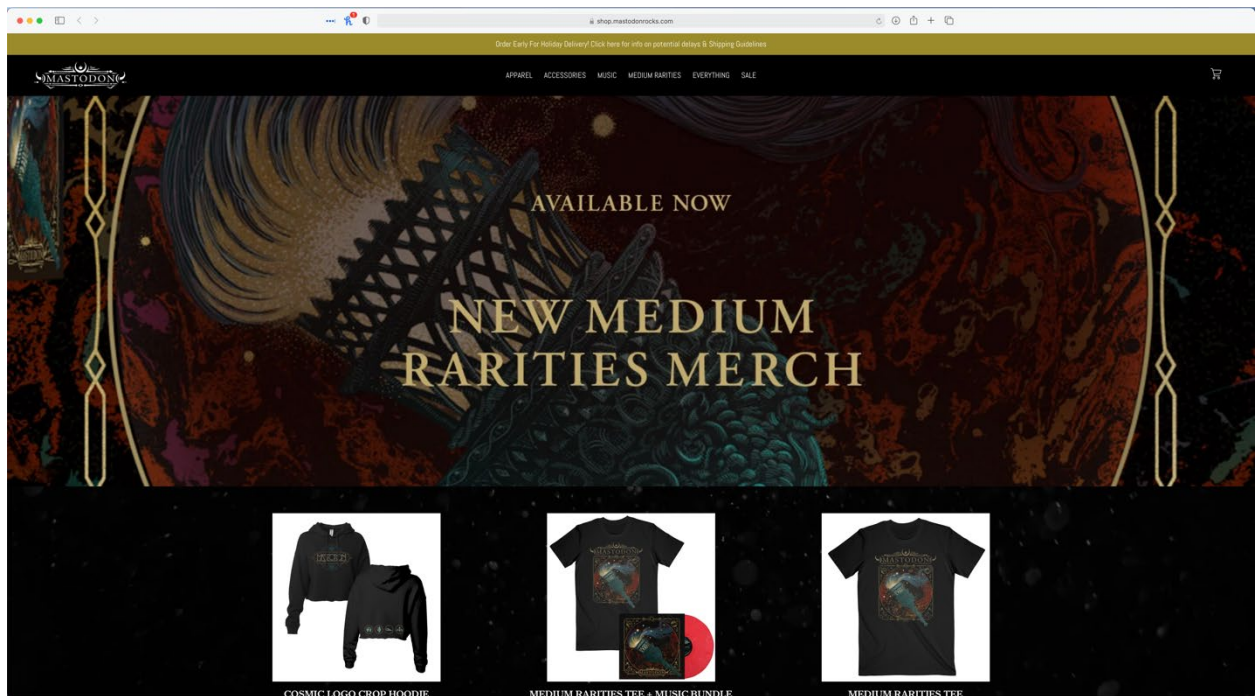 shop.mastodonrocks.com
Order Early For Holiday Delivery! Click here for info on potential delays & Shipping Guidelines
MASTODON
APPAREL ACCESSORIES MUSIC MEDIUM RARITIES EVERYTHING SALE
AVAILABLE NOW
NEW MEDIUM
RARITIES MERCH
MASTODON
MASTODON
COSMIC LOGO CROP HOODIE
MEDIUM RARITIES TEE + MUSIC BUNDLE
MEDIUM RARITIES TEE